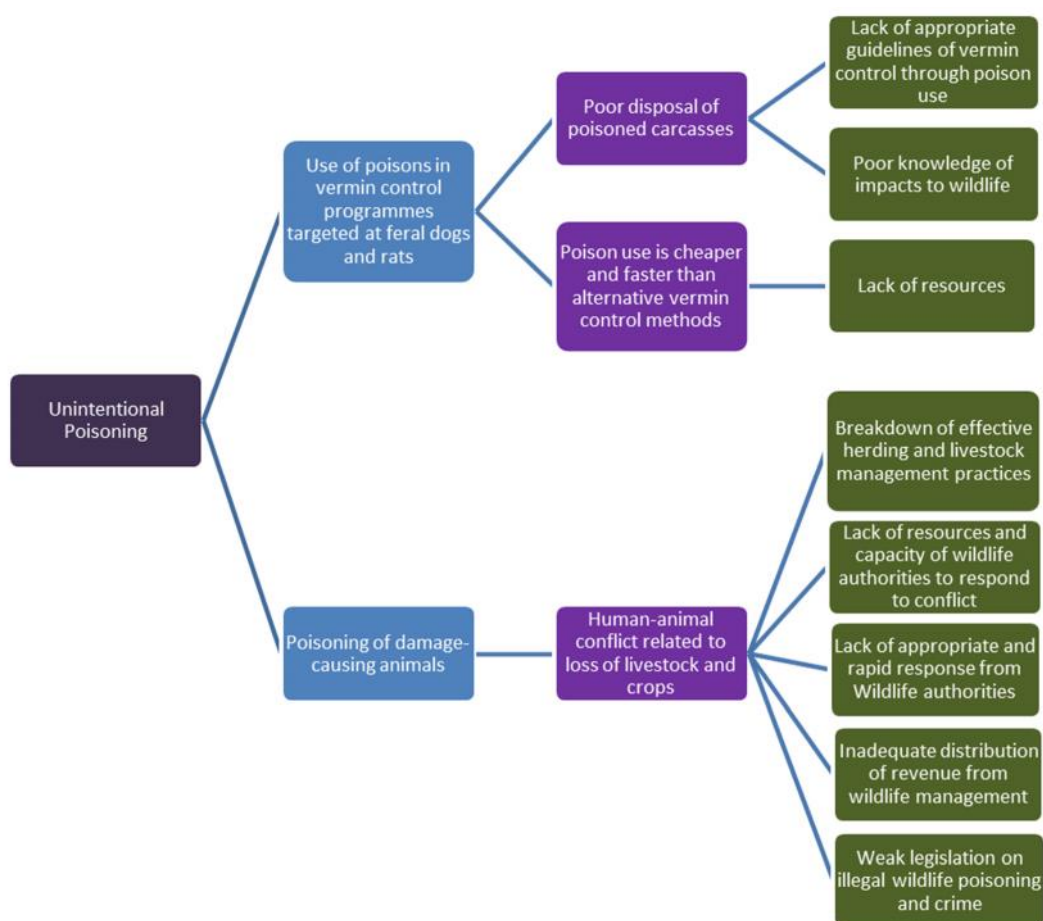 Unintentional
Poisoning
Use of poisons in
vermin control
programmes
targeted at feral dogs
and rats
Poisoning of damage-
causing animals
Poor disposal of
poisoned carcasses
Poison use is cheaper
and faster than
alternative vermin
control methods
Human-animal
conflict related to
loss of livestock and
crops
Lack of appropriate
guidelines of vermin
control through poison
use
Poor knowledge of
impacts to wildlife
Lack of resources
Breakdown of effective
herding and livestock
management practices
Lack of resources and
capacity of wildlife
authorities to respond
to conflict
Lack of appropriate and
rapid response from
Wildlife authorities
Inadequate distribution
of revenue from
wildlife management
Weak legislation on
illegal wildlife poisoning
and crime